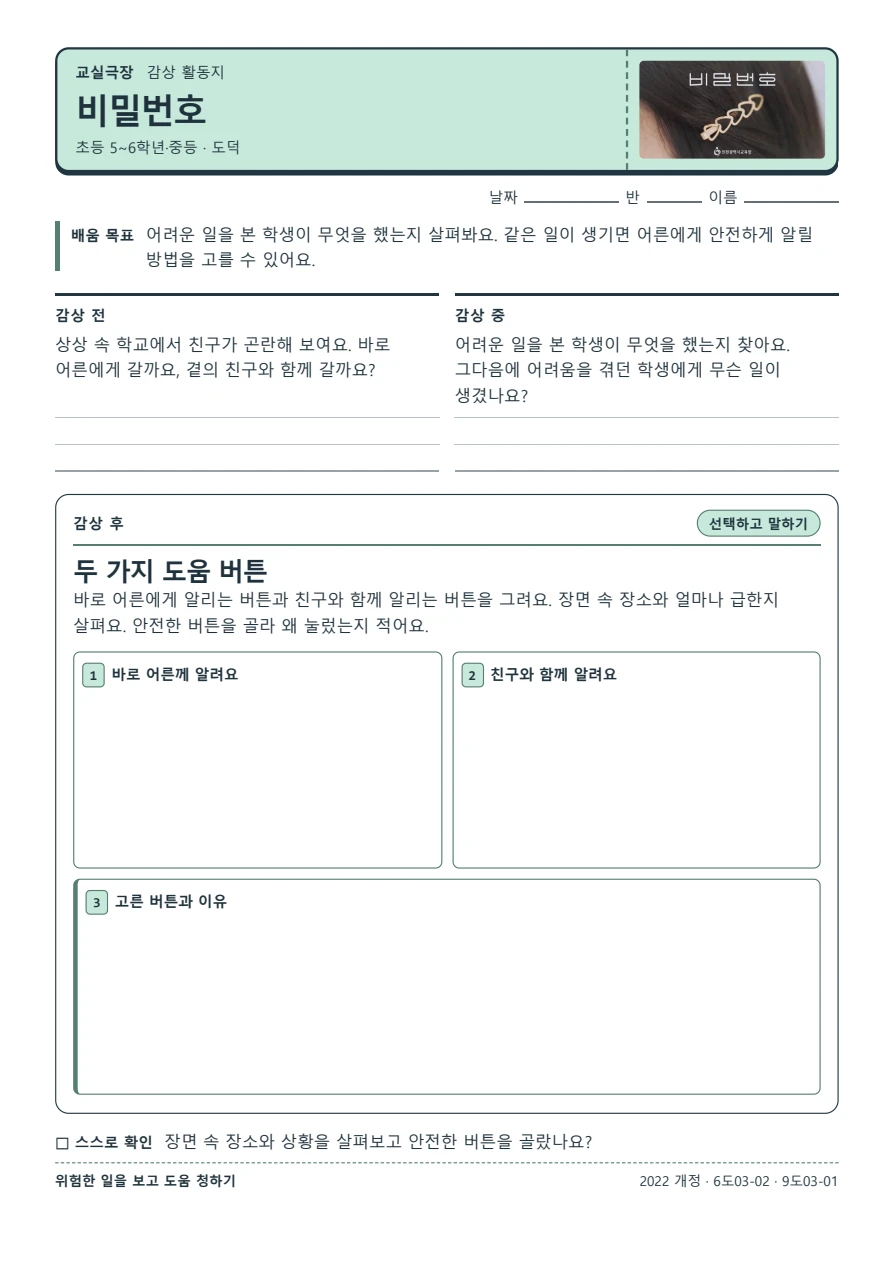 교실극장 감상 활동지
비밀번호
초등 5~6학년·중등 · 도덕
비밀번호
인천광역시교육청
날짜 반 이름
배움 목표 어려운 일을 본 학생이 무엇을 했는지 살펴봐요. 같은 일이 생기면 어른에게 안전하게 알릴
방법을 고를 수 있어요.
감상 전
상상 속 학교에서 친구가 곤란해 보여요. 바로
어른에게 갈까요, 곁의 친구와 함께 갈까요?
감상 중
어려운 일을 본 학생이 무엇을 했는지 찾아요.
그다음에 어려움을 겪던 학생에게 무슨 일이
생겼나요?
감상 후
선택하고 말하기
두 가지 도움 버튼
바로 어른에게 알리는 버튼과 친구와 함께 알리는 버튼을 그려요. 장면 속 장소와 얼마나 급한지
살펴요. 안전한 버튼을 골라 왜 눌렀는지 적어요.
1 바로 어른께 알려요
2 친구와 함께 알려요
3 고른 버튼과 이유
□ 스스로 확인 장면 속 장소와 상황을 살펴보고 안전한 버튼을 골랐나요?
위험한 일을 보고 도움 청하기
2022 개정 · 6도03-02 · 9도03-01